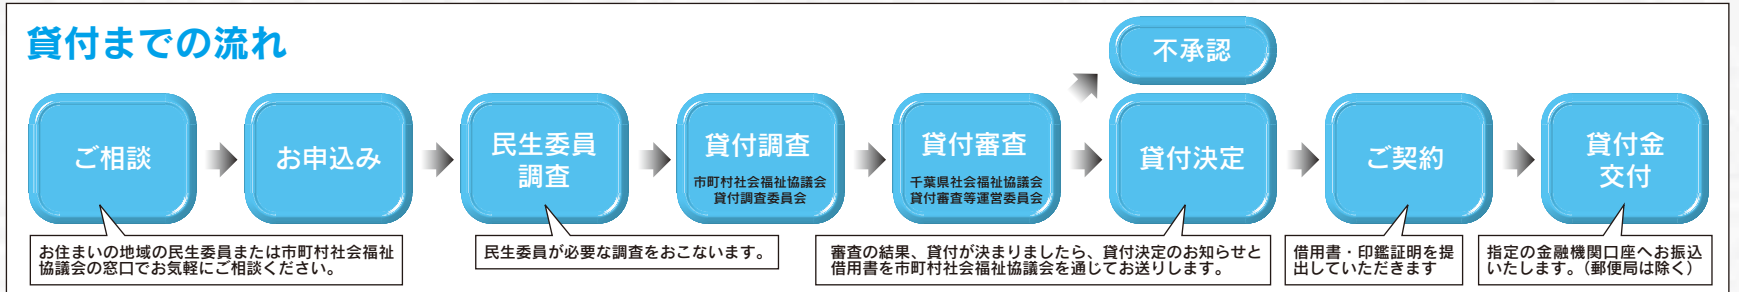 貸付までの流れ
不承認
ご相談
お申込み
民生委員
調査
貸付調査
市町村社会福祉協議会
貸付調査委員会
貸付審査
千葉県社会福祉協議会
貸付審査等運営委員会
貸付決定
ご契約
貸付金
交付
お住まいの地域の民生委員または市町村社会福祉
協議会の窓口でお気軽にご相談ください。
民生委員が必要な調査をおこないます。
審査の結果、貸付が決まりましたら、貸付決定のお知らせと
借用書を市町村社会福祉協議会を通じてお送りします。
借用書・印鑑証明を提
出していただきます
指定の金融機関口座へお振込
いたします。（郵便局は除く）